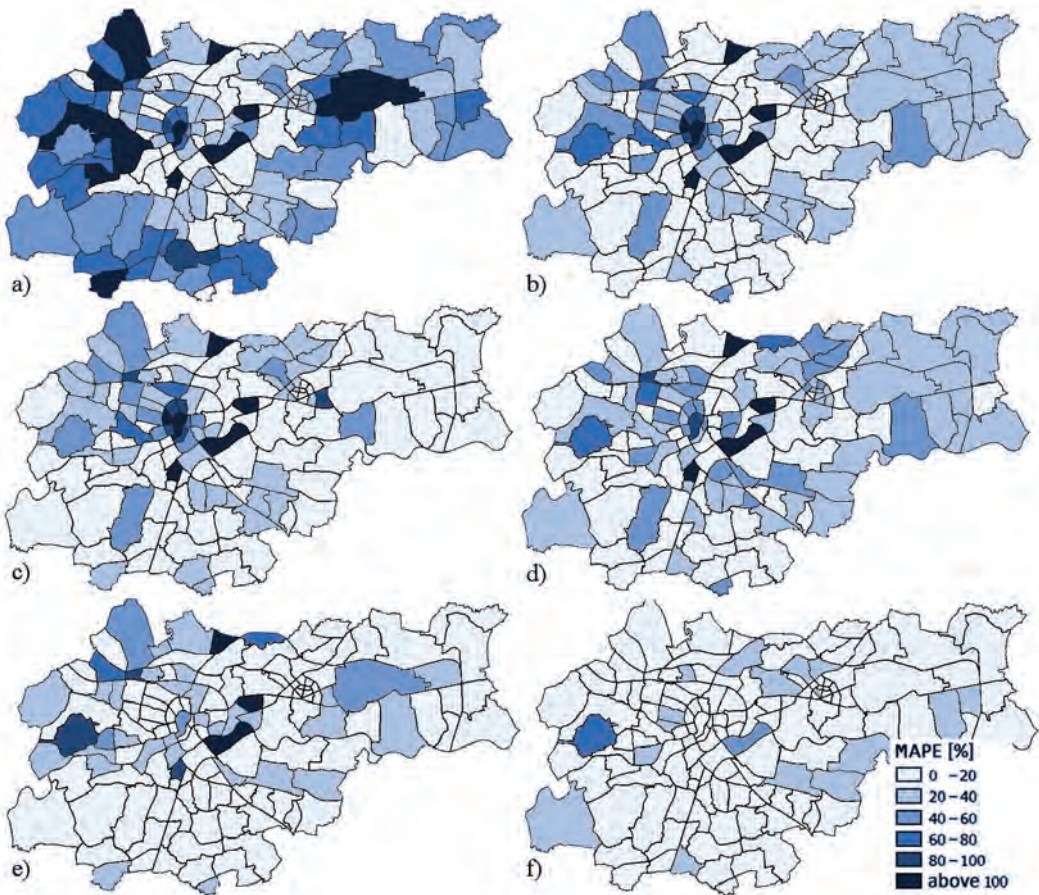 a)
b)
c)
d)
e)
f)
MAPE [%]
0 – 20
20 – 40
40 – 60
60 – 80
80 – 100
above 100